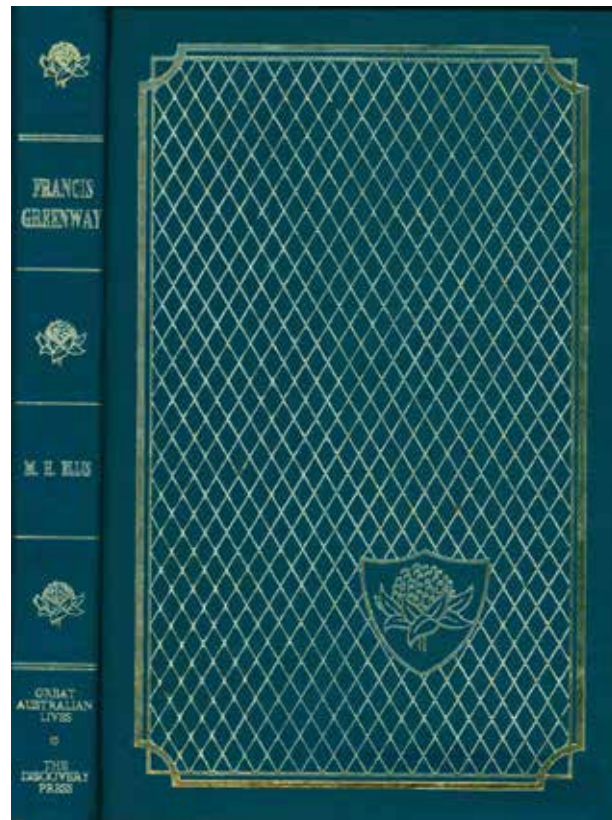 FRANCIS
GREENWAY
M. H. ELLIS
GREAT
AUSTRALIAN
LIVES
THE
DISCOVERY
PRESS